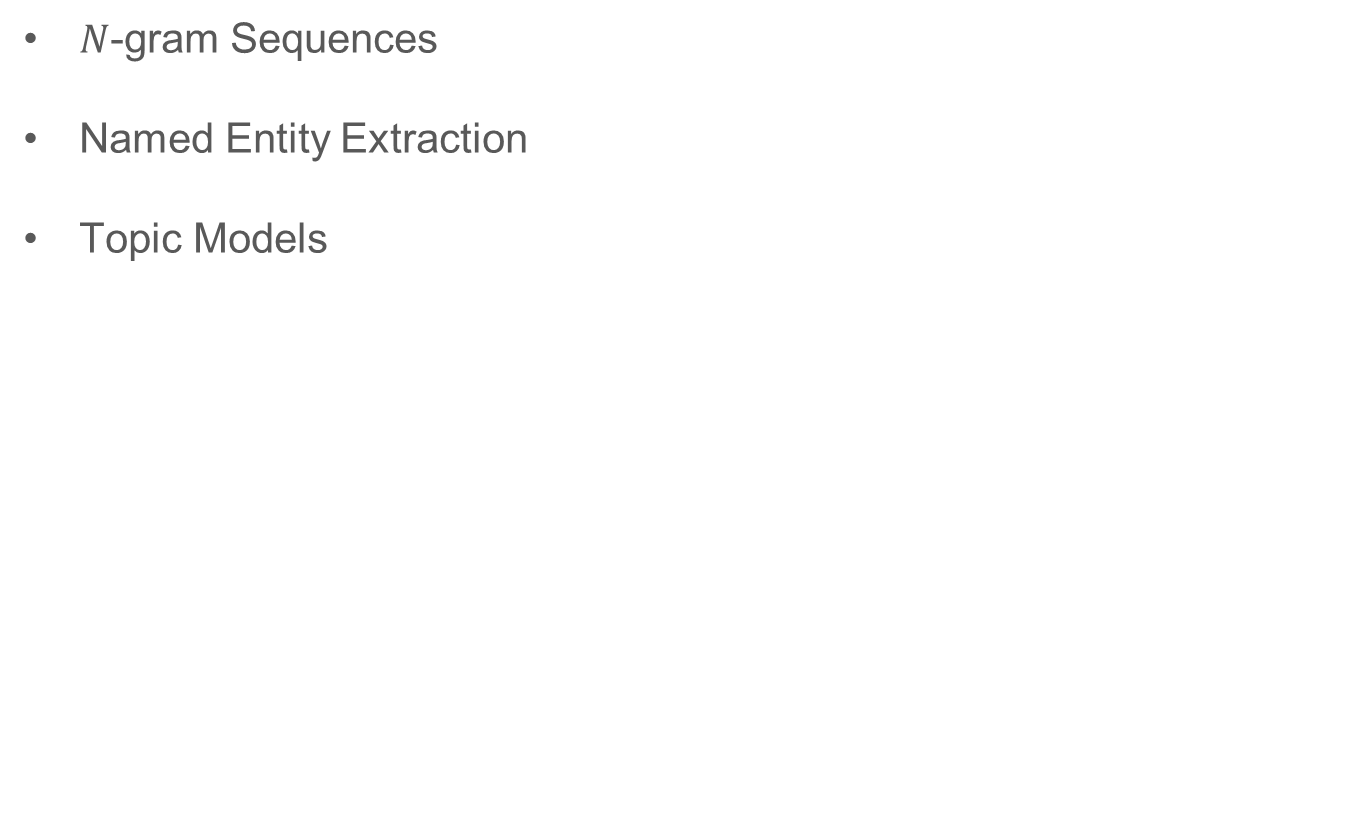 • N-gram Sequences
• Named Entity Extraction
• Topic Models